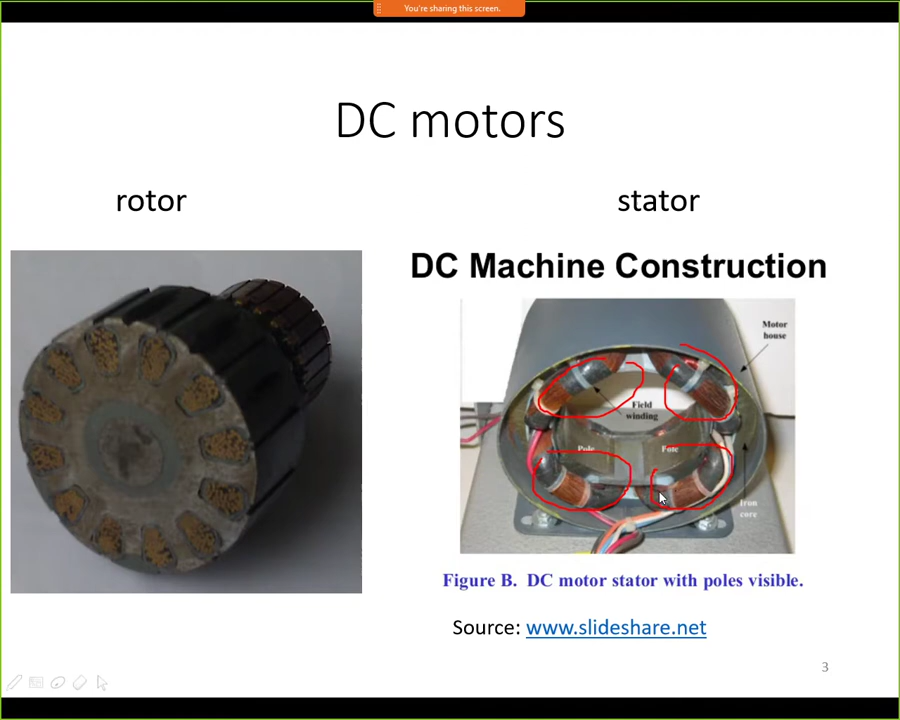 You're sharing this screen.
DC motors
rotor
stator
DC Machine Construction
Motor
house
Field
winding
Pole
Pole
Iron
core
Figure B. DC motor stator with poles visible.
Source: www.slideshare.net
3